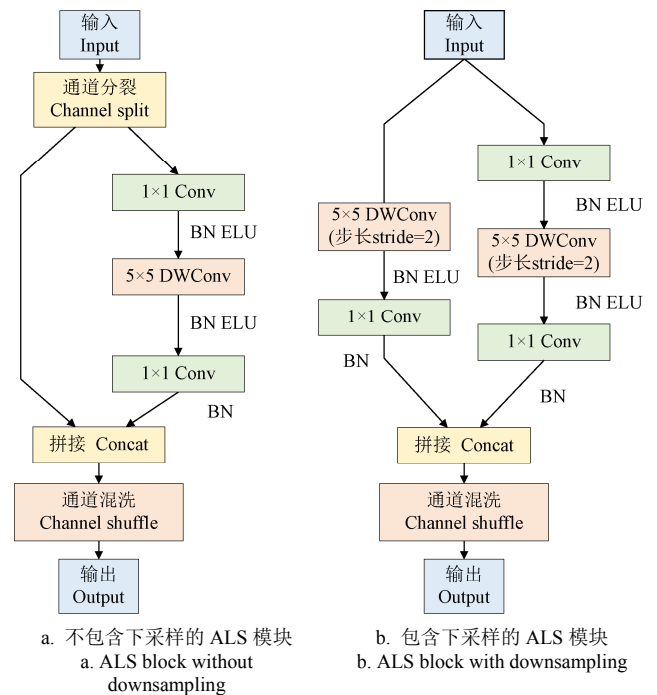 输入
Input
通道分裂
Channel split
1×1 Conv
BN ELU
5×5 DWConv
BN ELU
1×1 Conv
BN
拼接 Concat
通道混洗
Channel shuffle
输出
Output
a. 不包含下采样的 ALS 模块
a. ALS block without
downsampling
输入
Input
1×1 Conv
BN ELU
5×5 DWConv
(步长stride=2)
BN ELU
1×1 Conv
BN
5×5 DWConv
(步长stride=2)
BN ELU
1×1 Conv
BN
拼接 Concat
通道混洗
Channel shuffle
输出
Output
b. 包含下采样的 ALS 模块
b. ALS block with downsampling